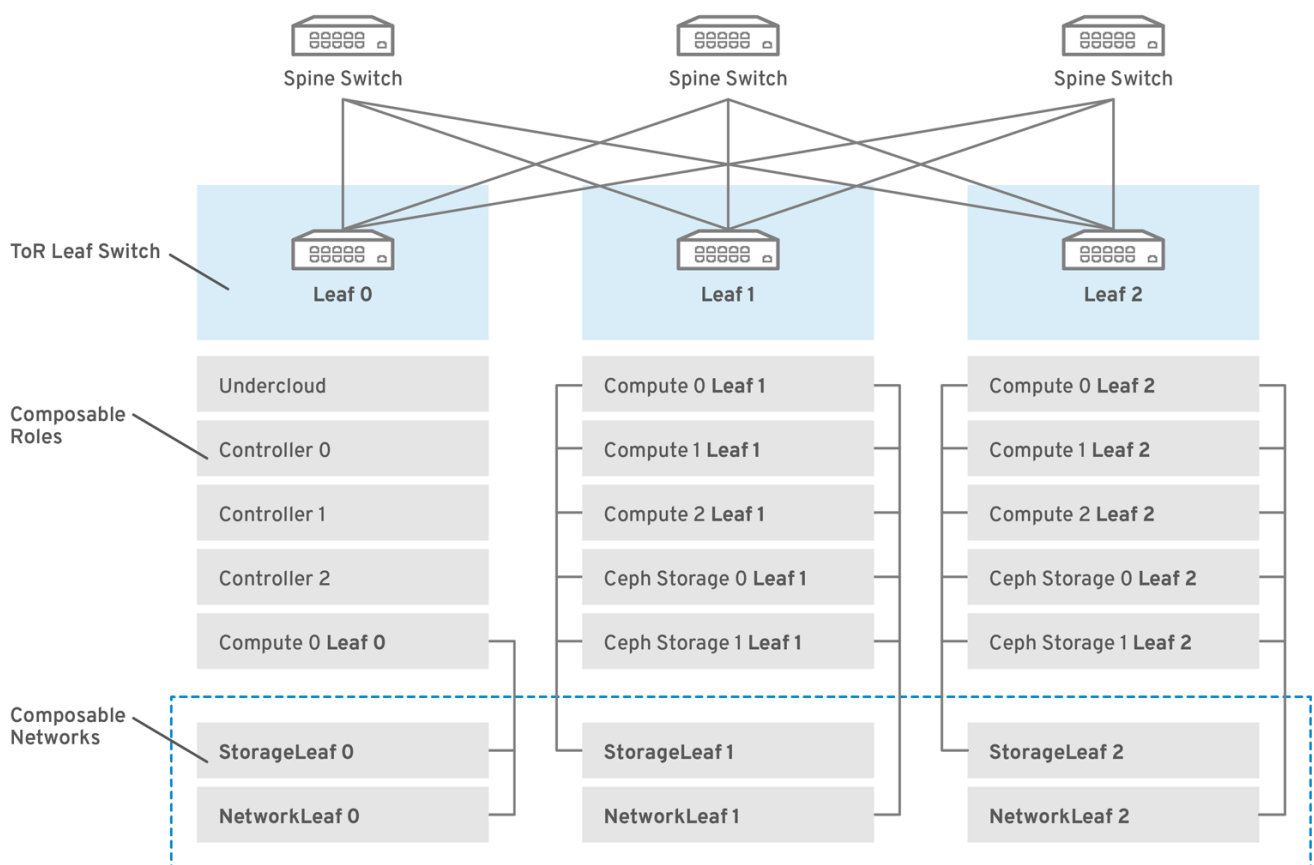 Spine Switch
Spine Switch
Spine Switch
ToR Leaf Switch
Leaf 0
Leaf 1
Leaf 2
Composable
Roles
Undercloud
Controller 0
Controller 1
Controller 2
Compute 0 Leaf 0
Compute 0 Leaf 1
Compute 1 Leaf 1
Compute 2 Leaf 1
Ceph Storage 0 Leaf 1
Ceph Storage 1 Leaf 1
Compute 0 Leaf 2
Compute 1 Leaf 2
Compute 2 Leaf 2
Ceph Storage 0 Leaf 2
Ceph Storage 1 Leaf 2
Composable
Networks
StorageLeaf 0
NetworkLeaf 0
StorageLeaf 1
NetworkLeaf 1
StorageLeaf 2
NetworkLeaf 2